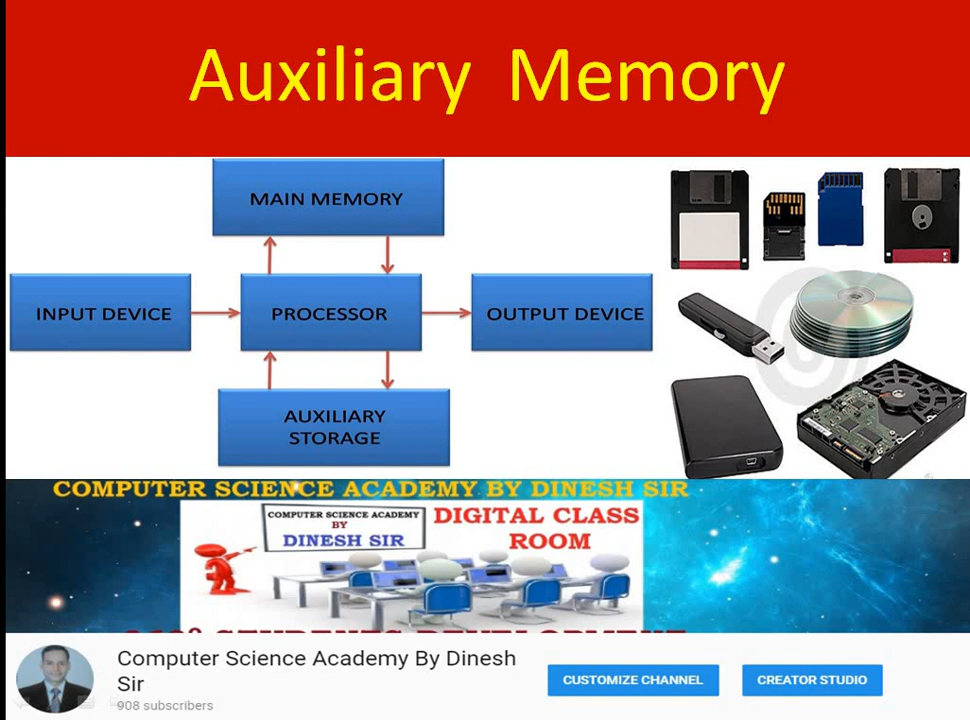 Auxiliary Memory
MAIN MEMORY
INPUT DEVICE
PROCESSOR
OUTPUT DEVICE
AUXILIARY
STORAGE
COMPUTER SCIENCE ACADEMY BY DINESH SIR
COMPUTER SCIENCE ACADEMY
BY
DINESH SIR
DIGITAL CLASS
ROOM
Computer Science Academy By Dinesh
Sir
908 subscribers
CUSTOMIZE CHANNEL
CREATOR STUDIO